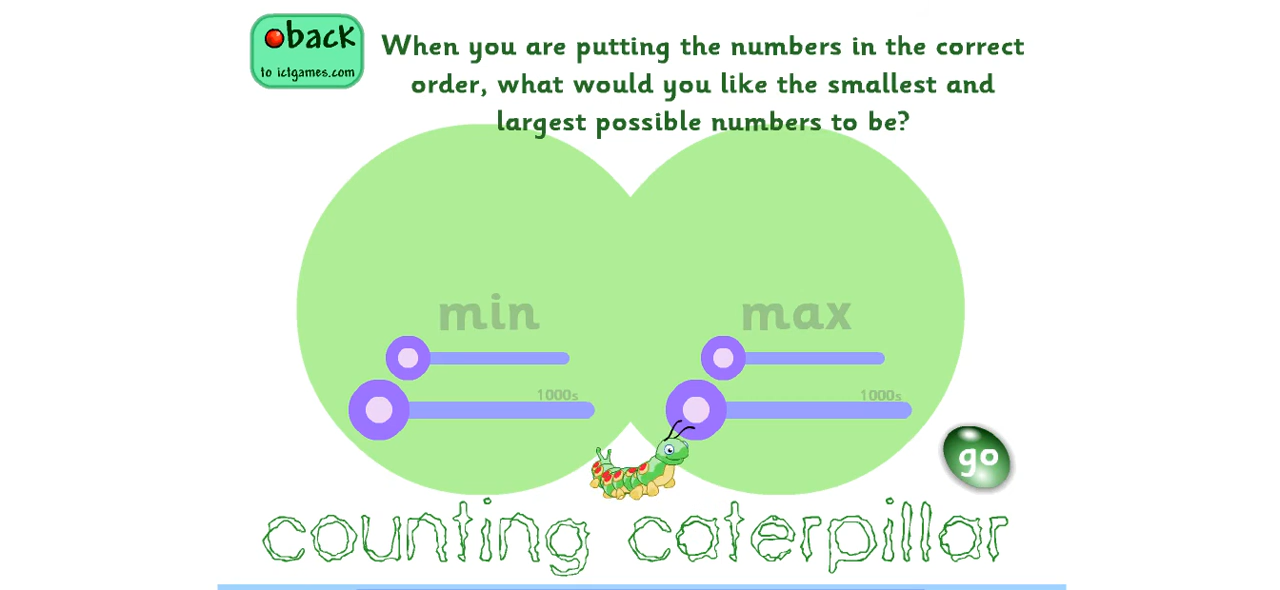 back
to ictgames.com
When you are putting the numbers in the correct
order, what would you like the smallest and
largest possible numbers to be?
min
max
1000s
1000s
go
counting caterpillar